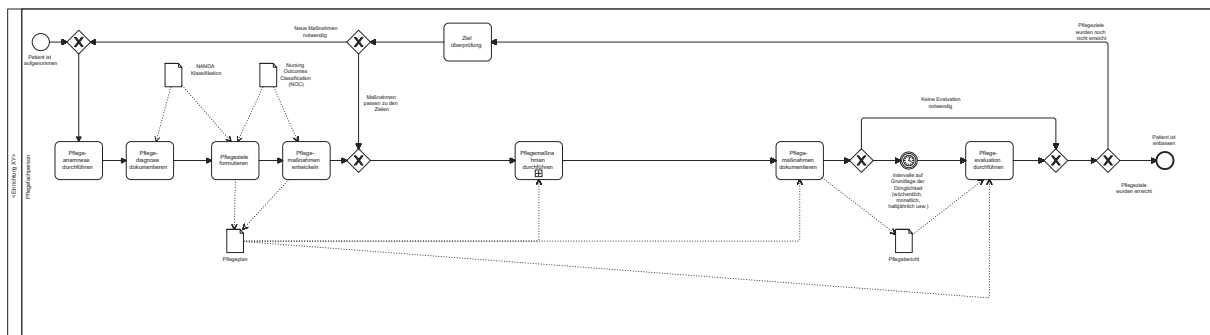 <Einrichtung XY>
Pflegefachperson
Patient ist
aufgenommen
Neue Maßnahmen
notwendig
Ziel
überprüfung
Pflegeziele
wurden noch
nicht erreicht
NANDA
Klassifikation
Nursing
Outcomes
Classification
(NOC)
Maßnahmen
passen zu den
Zielen
Keine Evaluation
notwendig
Patient ist
entlassen
Pflege-
anamnese
durchführen
Pflege-
diagnose
dokumentieren
Pflegeziele
formulieren
Pflege-
maßnahmen
entwickeln
Pflegemaßna
hmen
durchführen
Pflege-
maßnahmen
dokumentieren
Intervalle auf
Grundlage der
Dringlichkeit
(wöchentlich,
monatlich,
halbjährlich usw.)
Pflege-
evaluation
durchführen
Pflegeziele
wurden erreicht
Pflegeplan
Pflegebericht